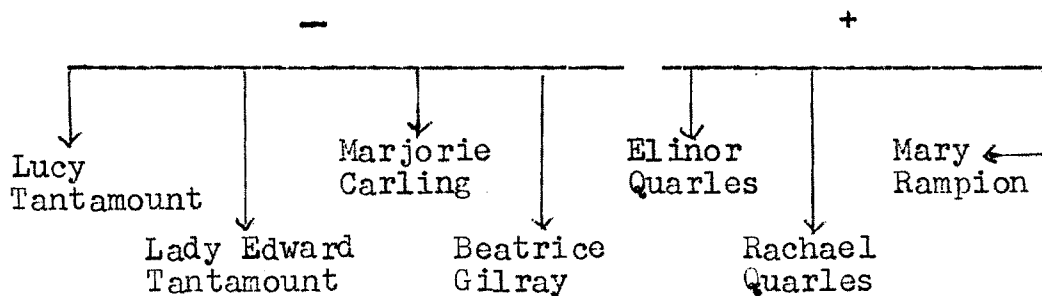 − +
Lucy
Tantamount
Lady Edward
Tantamount
Marjorie
Carling
Beatrice
Gilray
Elinor
Quarles
Rachael
Quarles
Mary
Rampion